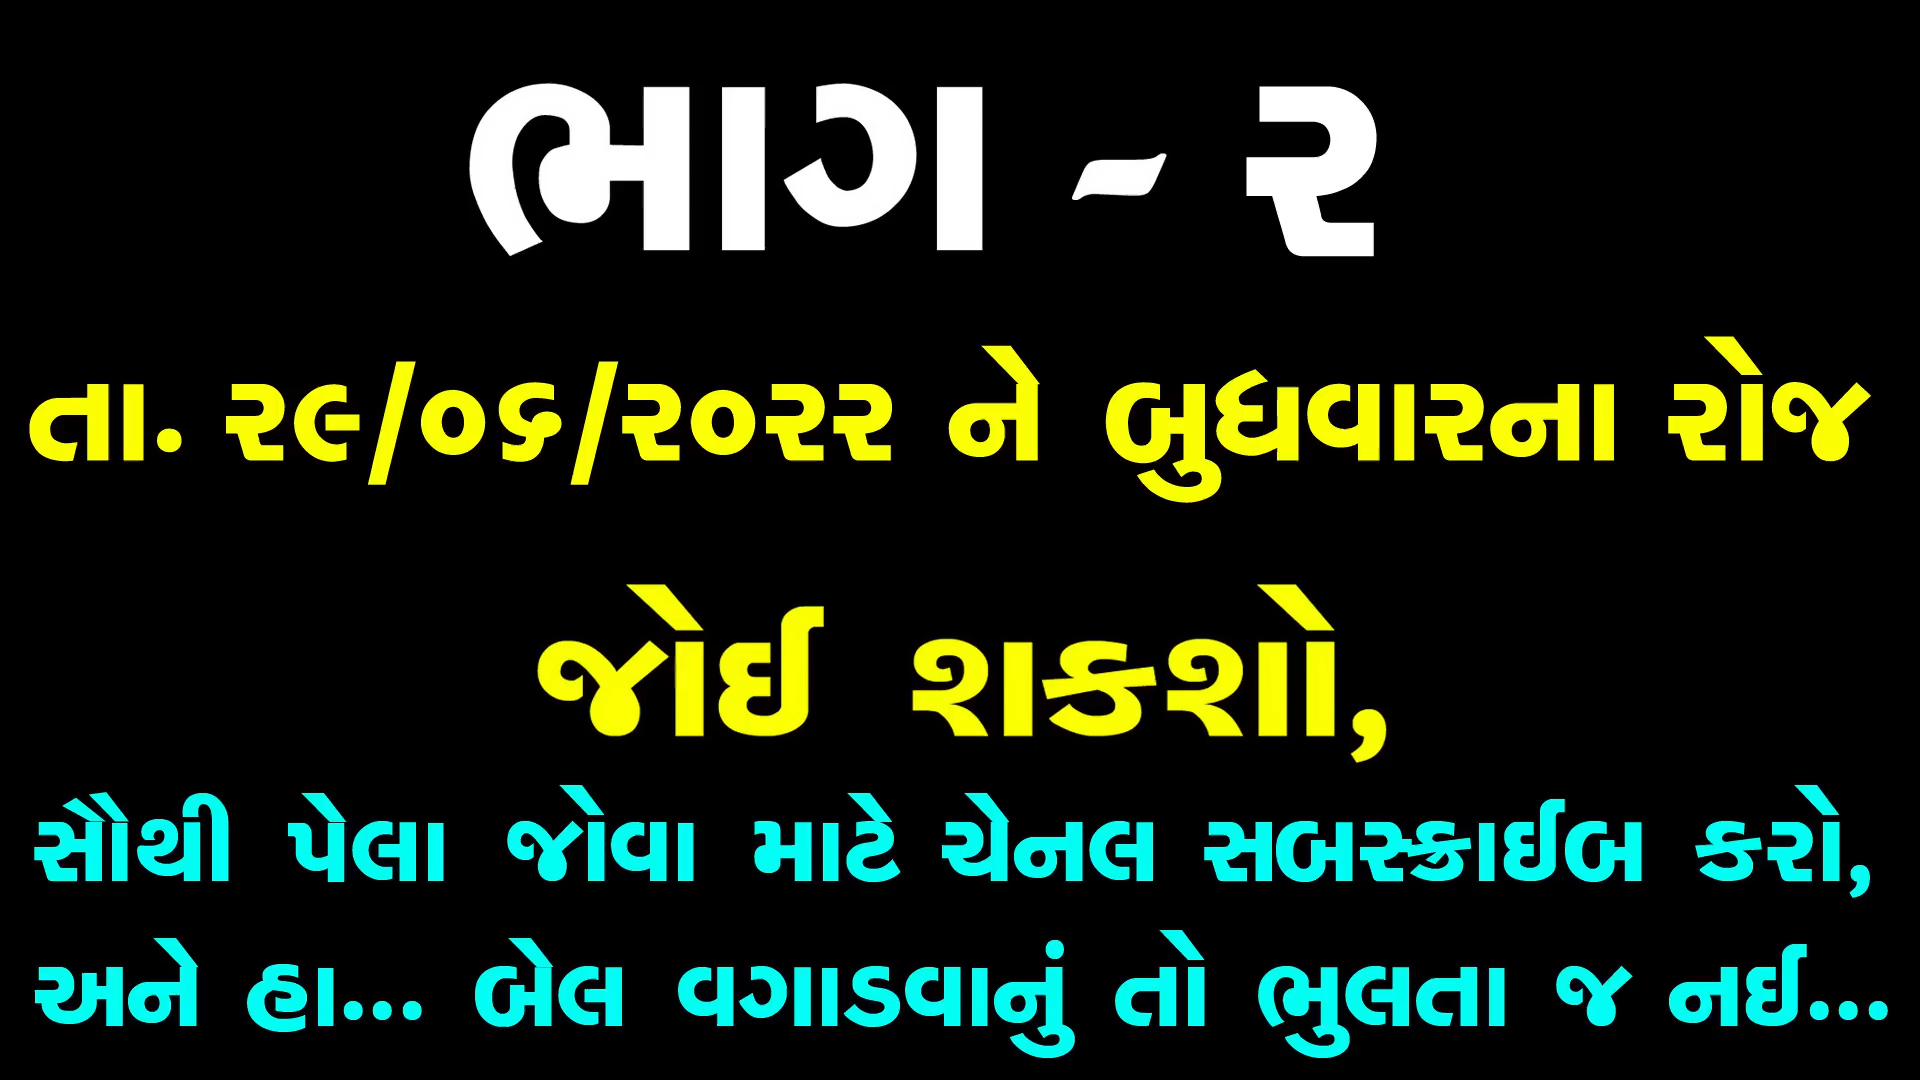 ભાગ - ૨
તા. ૨૯/૦૬/૨૦૨૨ ને બુધવારના રોજ
જોઈ શકશો,
સૌથી પેલા જોવા માટે ચેનલ સબસ્ક્રાઈબ કરો,
અને હા... બેલ વગાડવાનું તો ભુલતા જ નઈ...